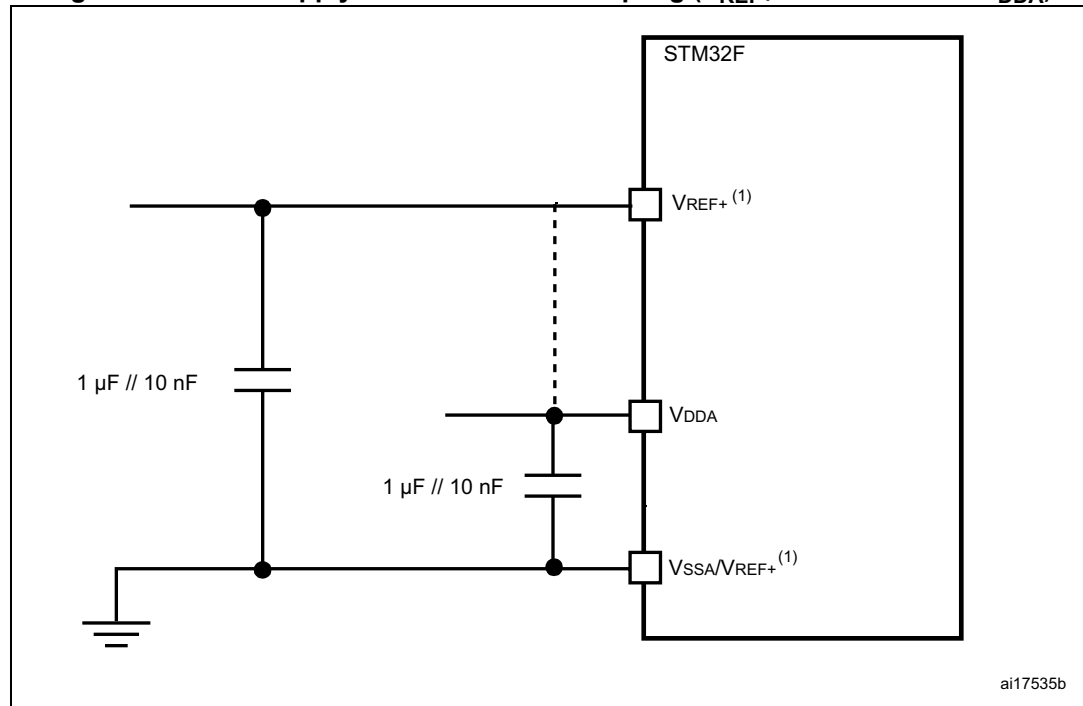 STM32F
VREF+ (1)
1 µF // 10 nF
VDDA
1 µF // 10 nF
VSSA/VREF+ (1)
ai17535b